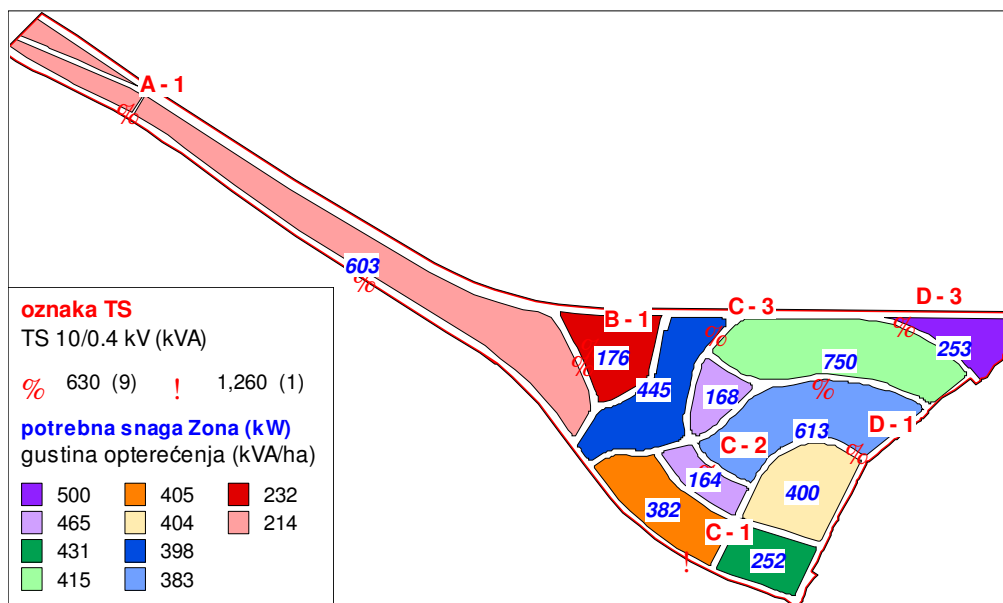 A - 1
%
603
%
B - 1
C - 3
D - 3
%
%
%
176
253
750
445
168
%
613
D - 1
C - 2
%
164
400
382
C - 1
252
!
oznaka TS
TS 10/0.4 kV (kVA)
% 630 (9) ! 1,260 (1)
potrebna snaga Zona (kW)
gustina opterećenja (kVA/ha)
500 405 232
465 404 214
431 398
415 383